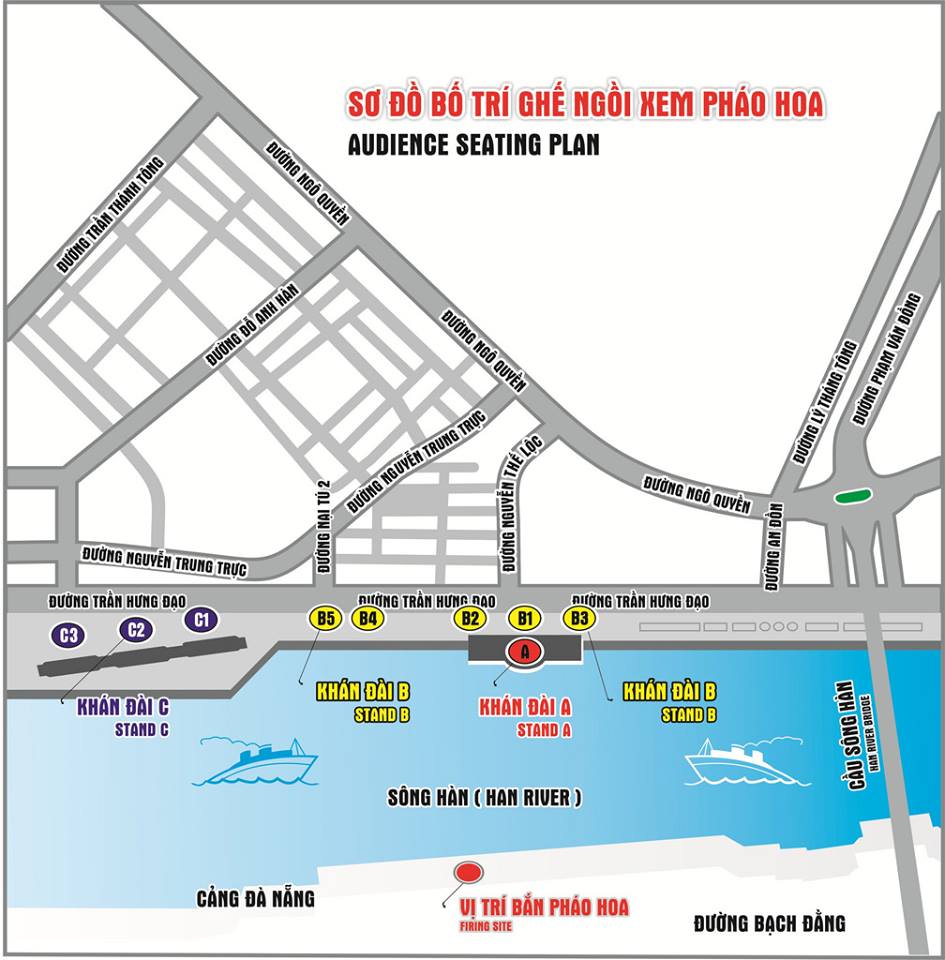 SƠ ĐỒ BỐ TRÍ GHẾ NGỒI XEM PHÁO HOA
AUDIENCE SEATING PLAN
ĐƯỜNG TRẦN THÁNH TÔNG
ĐƯỜNG NGÔ QUYỀN
ĐƯỜNG ĐỖ ANH HÀN
ĐƯỜNG NGÔ QUYỀN
ĐƯỜNG LÝ THÁNG TÔNG
ĐƯỜNG PHẠM VĂN ĐỒNG
ĐƯỜNG NGUYỄN TRUNG TRỰC
ĐƯỜNG NGUYỄN THẾ LỘC
ĐƯỜNG NẠI TÚ 2
ĐƯỜNG NGÔ QUYỀN
ĐƯỜNG AN ĐỒN
ĐƯỜNG NGUYỄN TRUNG TRỰC
ĐƯỜNG TRẦN HƯNG ĐẠO
ĐƯỜNG TRẦN HƯNG ĐẠO
ĐƯỜNG TRẦN HƯNG ĐẠO
C3
C2
C1
B5
B4
B2
B1
B3
A
KHÁN ĐÀI C
STAND C
KHÁN ĐÀI B
STAND B
KHÁN ĐÀI A
STAND A
KHÁN ĐÀI B
STAND B
CẦU SÔNG HÀN
HAN RIVER BRIDGE
SÔNG HÀN ( HAN RIVER )
CẢNG ĐÀ NẴNG
VỊ TRÍ BẮN PHÁO HOA
FIRING SITE
ĐƯỜNG BẠCH ĐẰNG